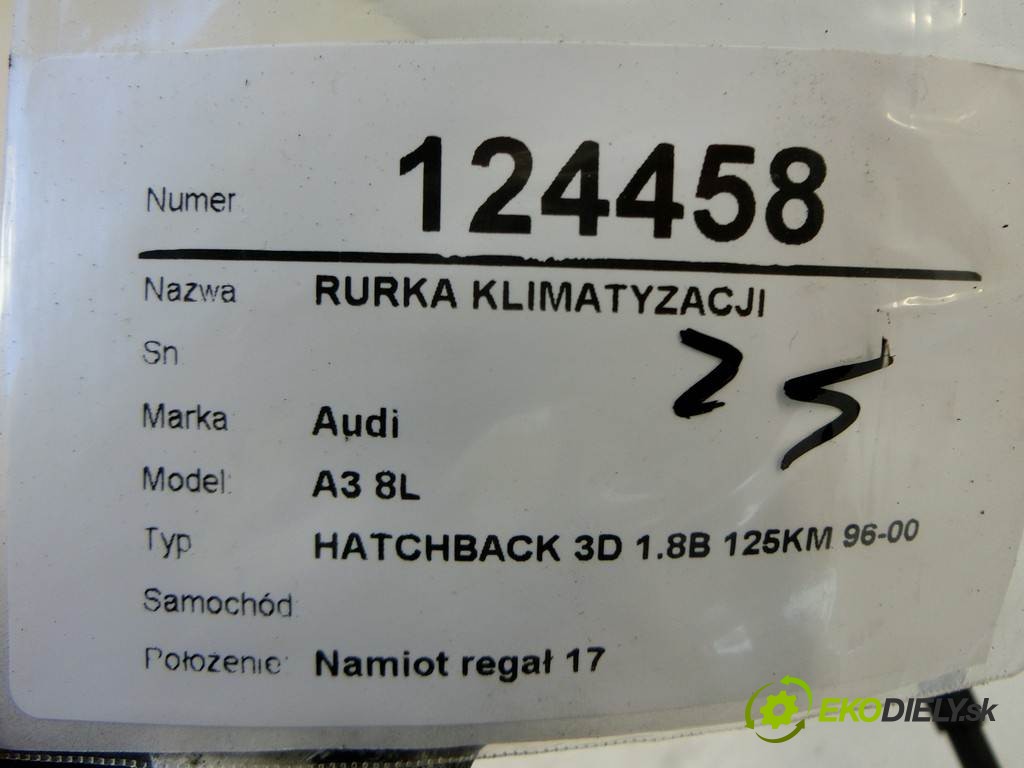 Numer 124458
Nazwa RURKA KLIMATYZACJI
Sn
25
Marka Audi
Model: A3 8L
Typ HATCHBACK 3D 1.8B 125KM 96-00
Samochód:
Położenie: Namiot regał 17
EKODIELY.sk